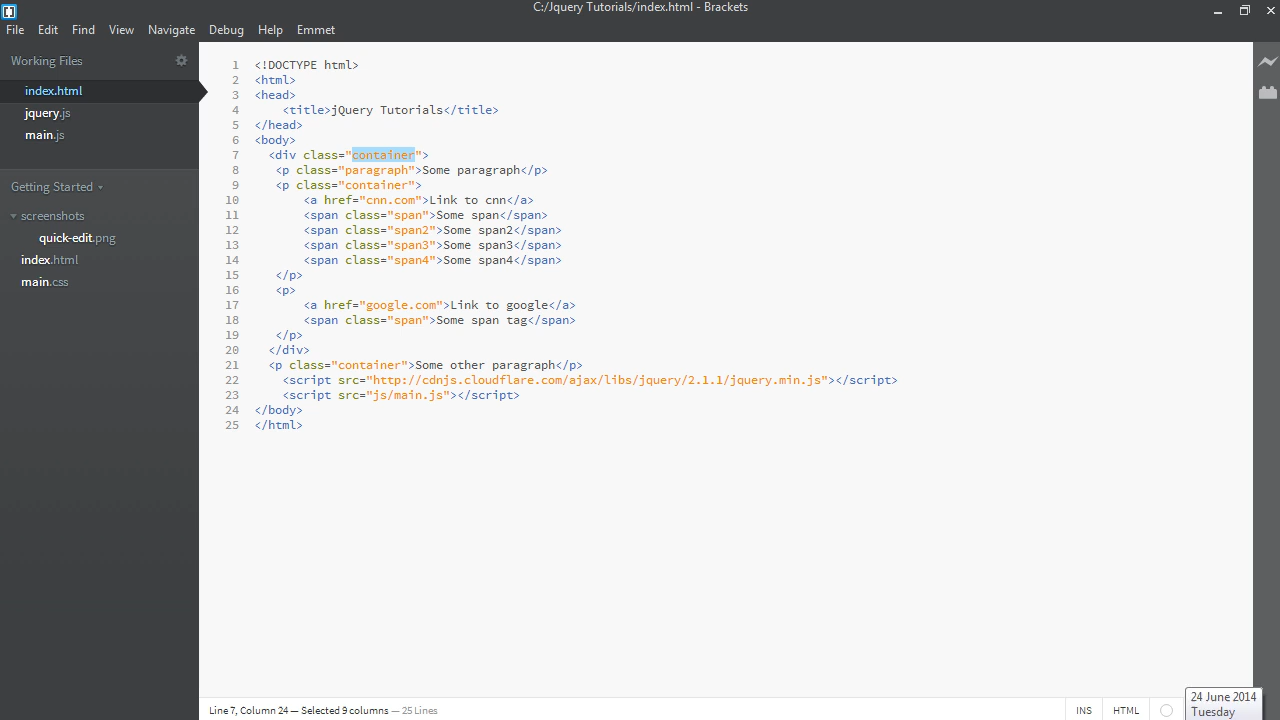 C:/Jquery Tutorials/index.html - Brackets
File Edit Find View Navigate Debug Help Emmet
Working Files
index.html
jquery.js
main.js
Getting Started
screenshots
quick-edit.png
index.html
main.css
1 <!DOCTYPE html>
2 <html>
3 <head>
4 <title>jQuery Tutorials</title>
5 </head>
6 <body>
7 <div class="container">
8 <p class="paragraph">Some paragraph</p>
9 <p class="container">
10 <a href="cnn.com">Link to cnn</a>
11 <span class="span">Some span</span>
12 <span class="span2">Some span2</span>
13 <span class="span3">Some span3</span>
14 <span class="span4">Some span4</span>
15 </p>
16 <p>
17 <a href="google.com">Link to google</a>
18 <span class="span">Some span tag</span>
19 </p>
20 </div>
21 <p class="container">Some other paragraph</p>
22 <script src="http://cdnjs.cloudflare.com/ajax/libs/jquery/2.1.1/jquery.min.js"></script>
23 <script src="js/main.js"></script>
24 </body>
25 </html>
Line 7, Column 24 — Selected 9 columns — 25 Lines
INS HTML
24 June 2014
Tuesday